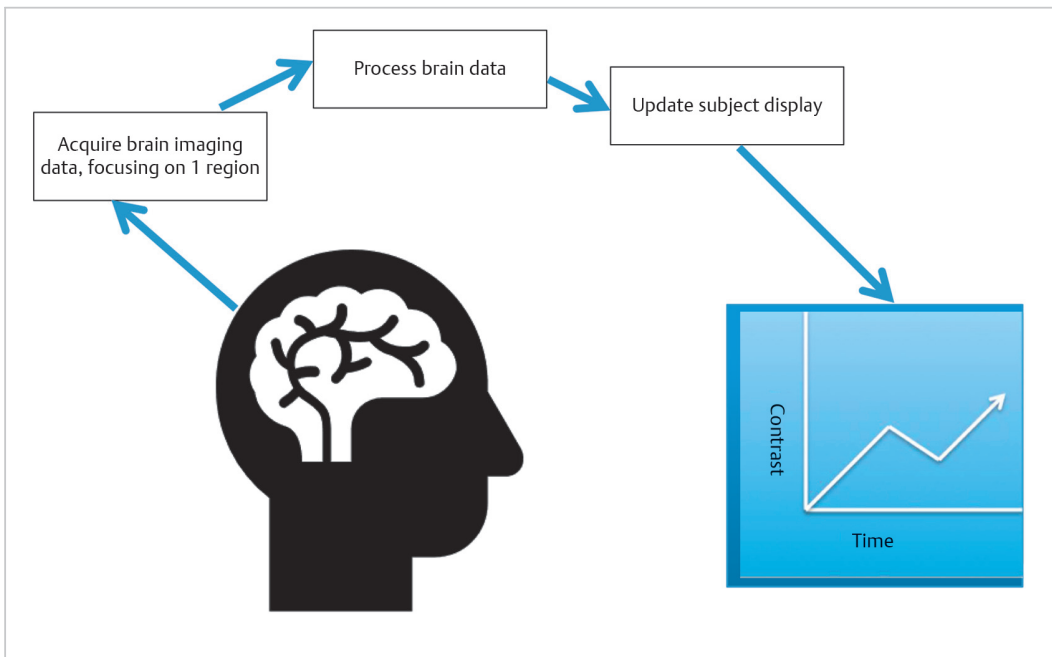 Process brain data
Update subject display
Acquire brain imaging
data, focusing on 1 region
Contrast
Time